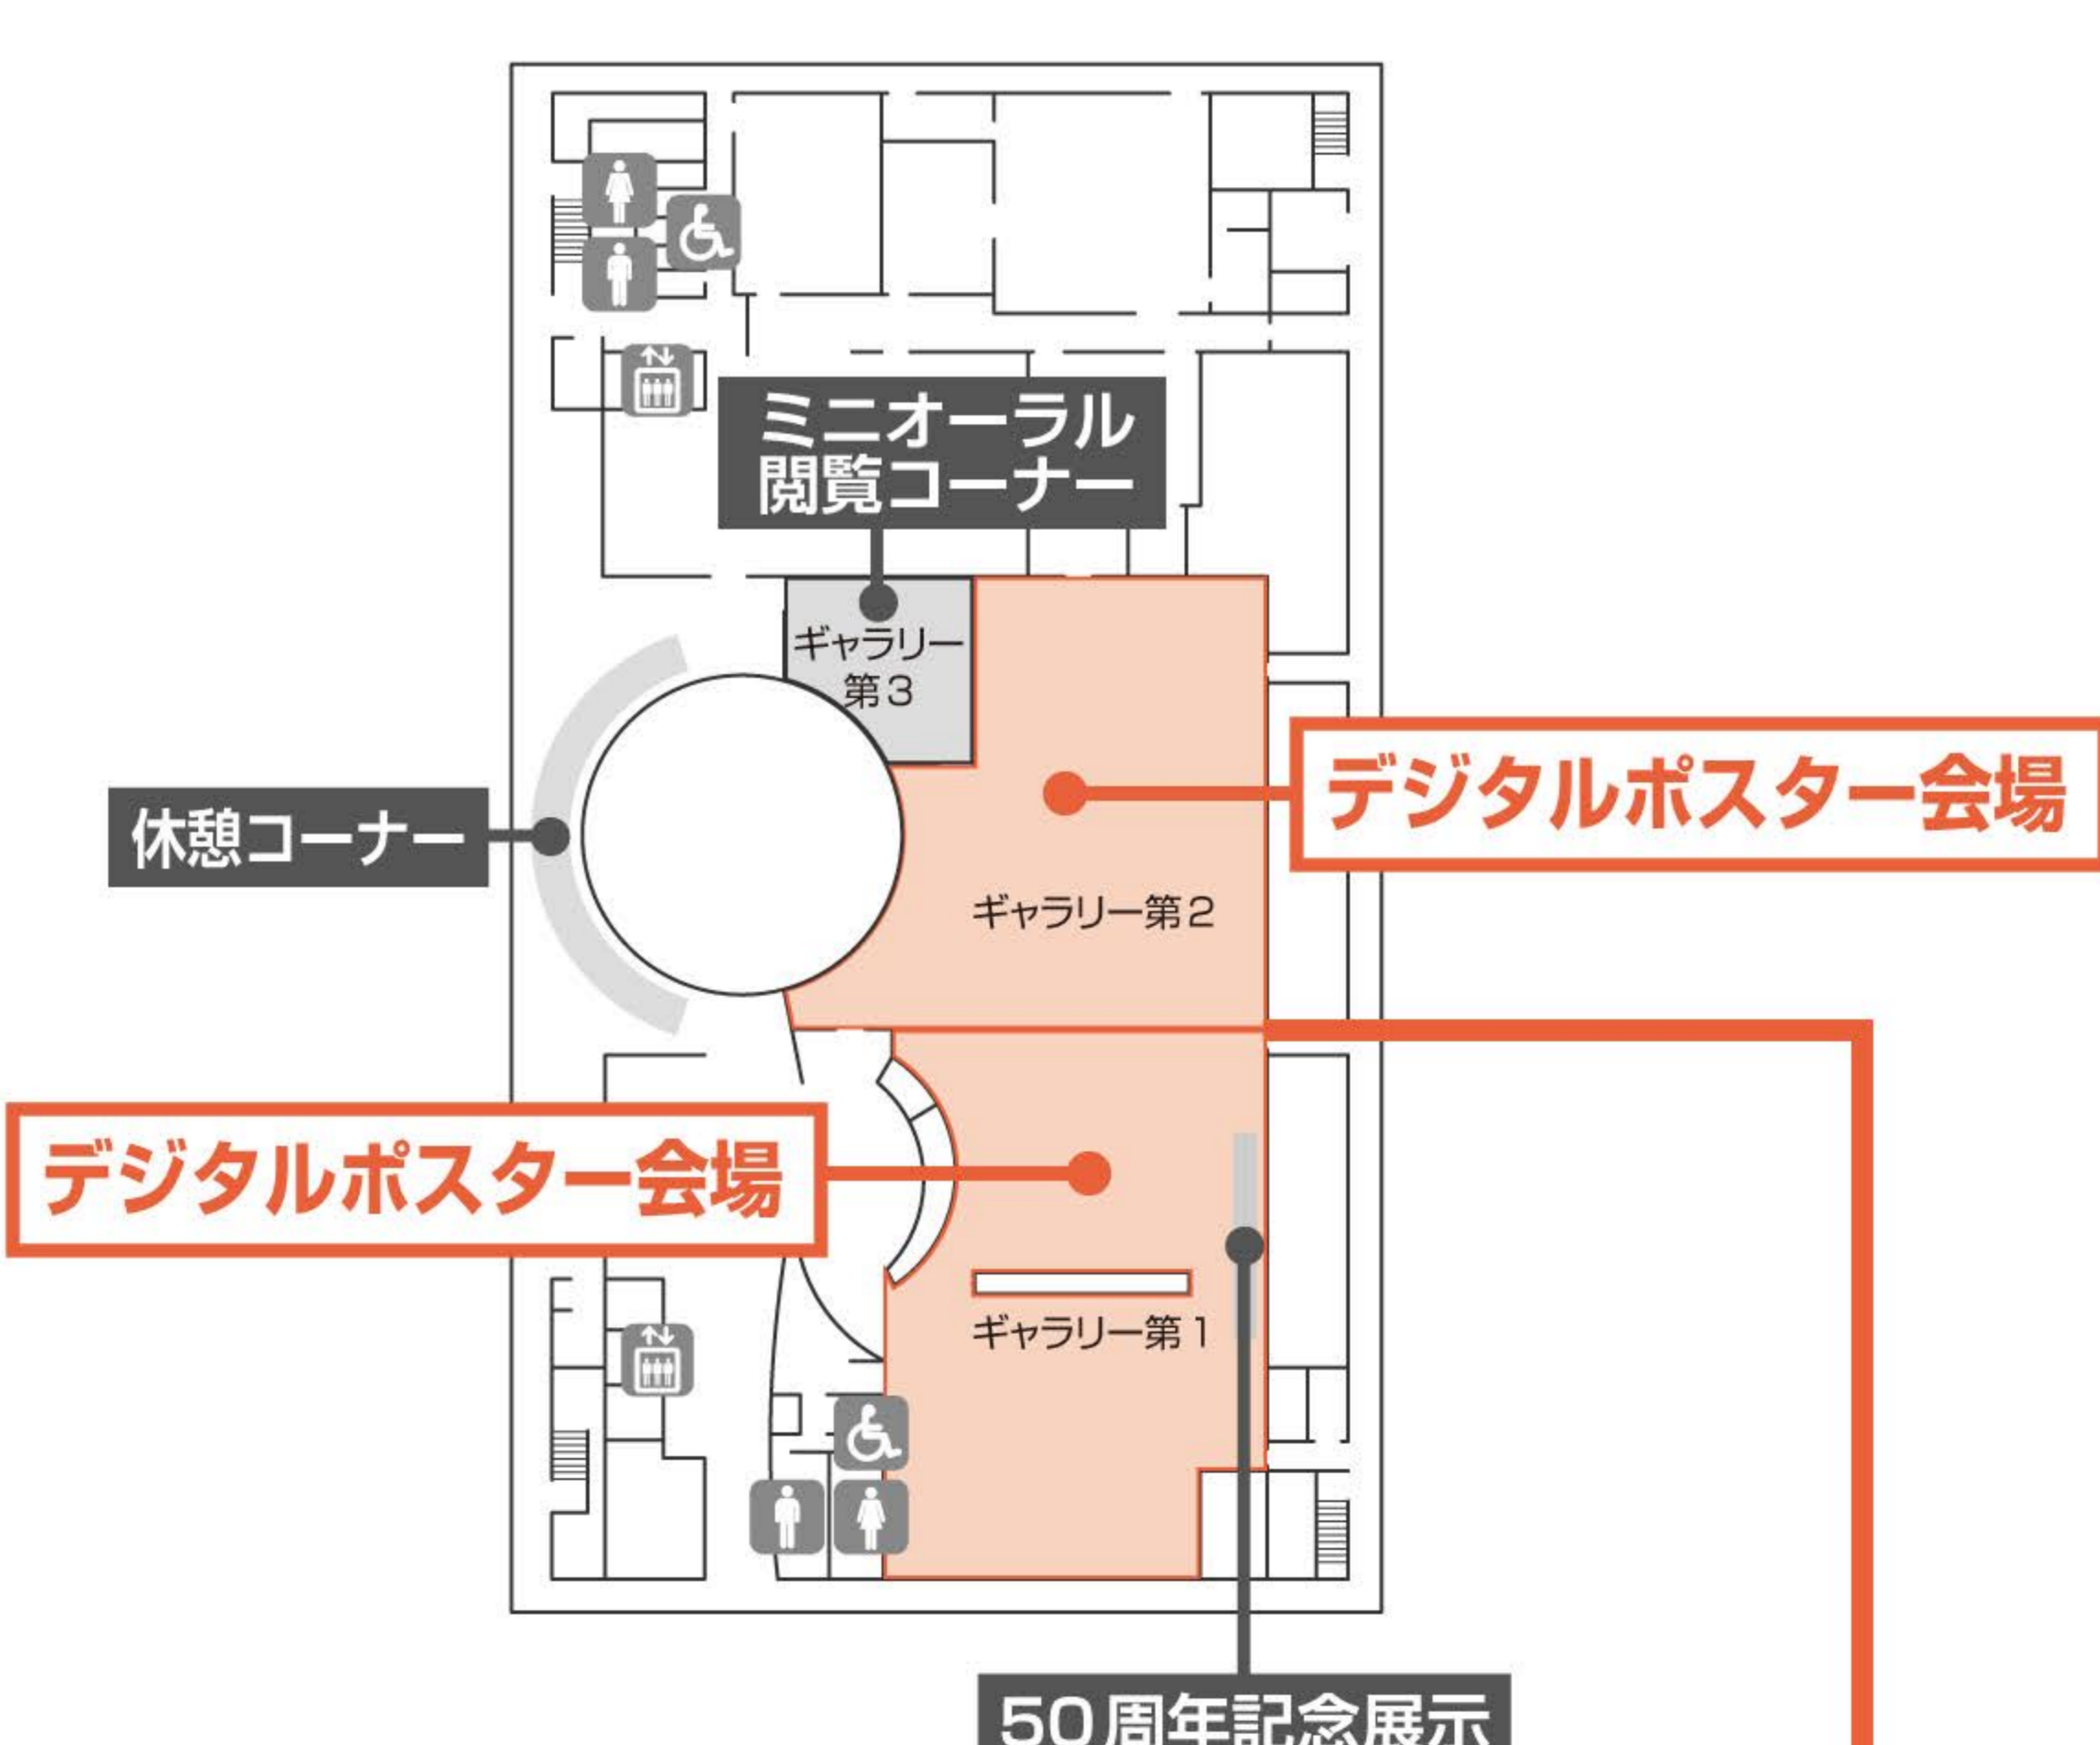 ミニオーラル
閲覧コーナー
ギャラリー
第3
デジタルポスター会場
休憩コーナー
ギャラリー第2
デジタルポスター会場
ギャラリー第1
50周年記念展示